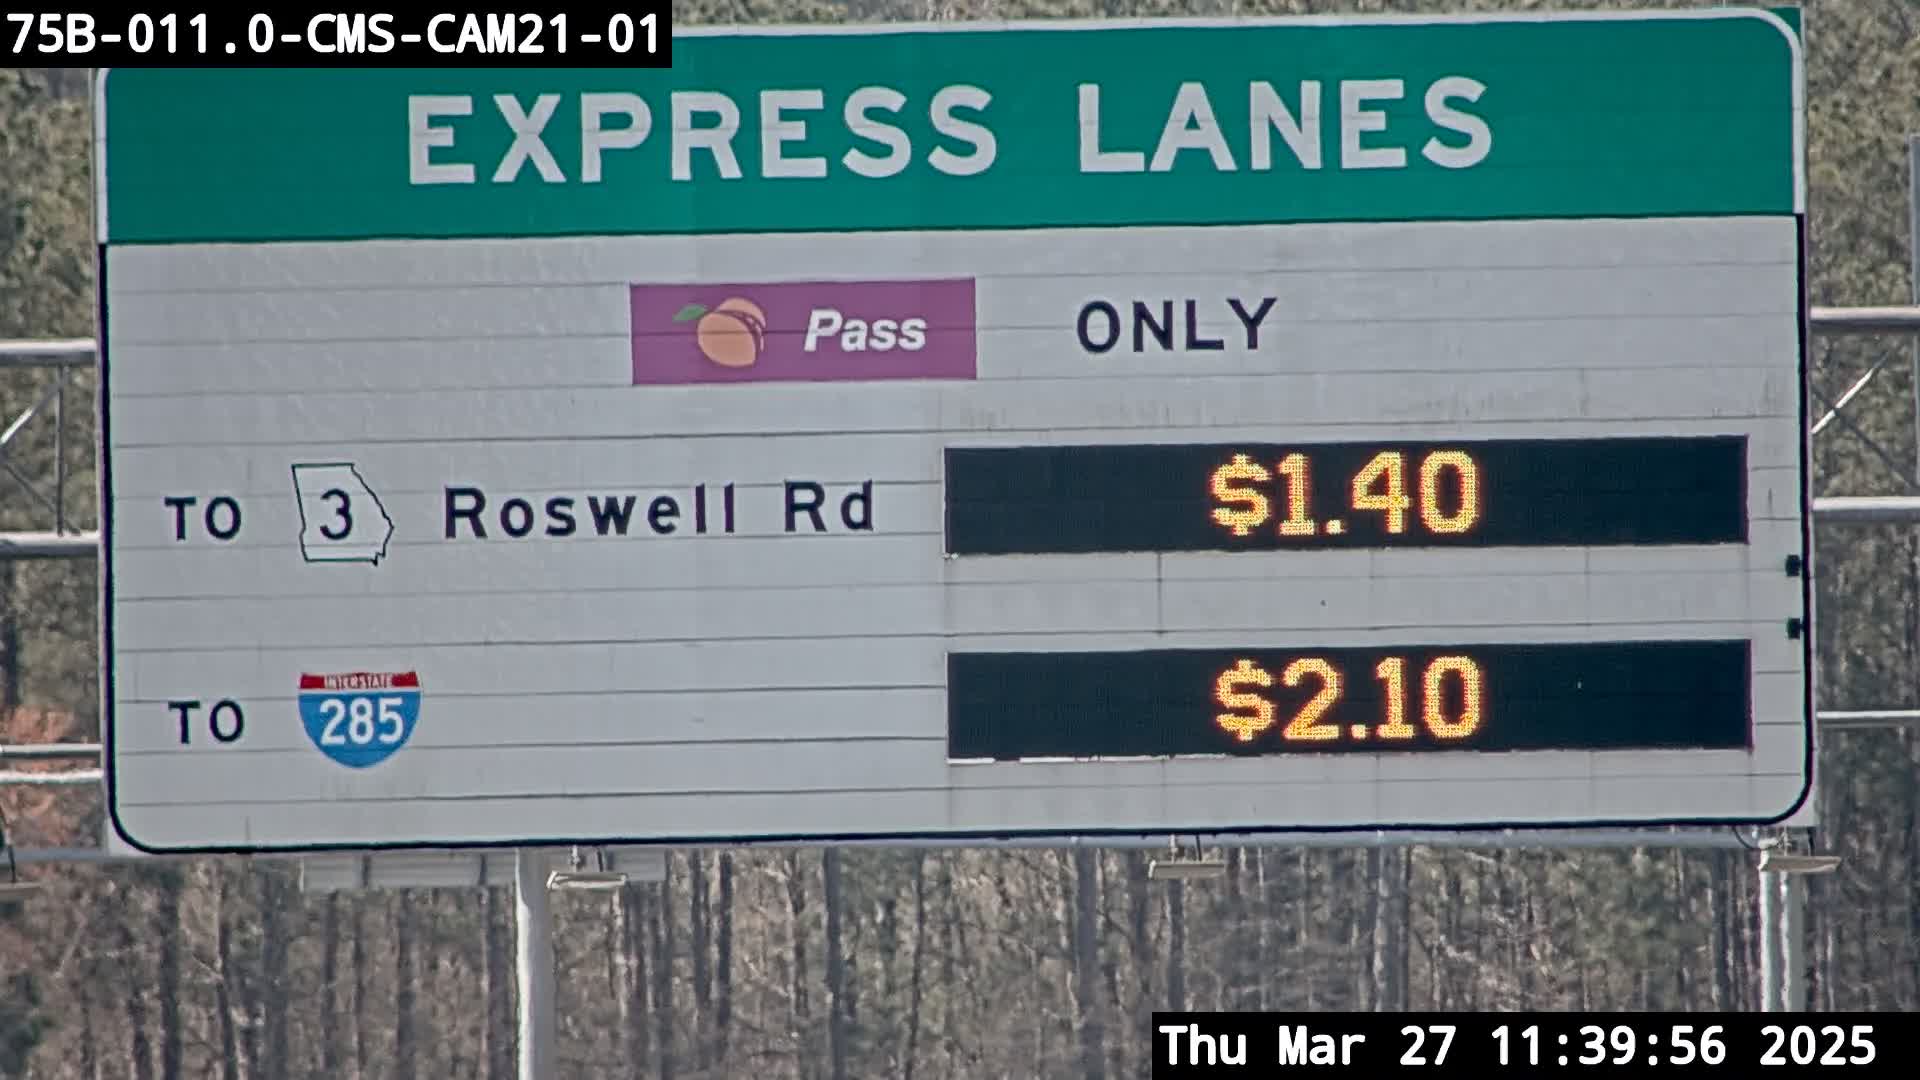 75B-011.0-CMS-CAM21-01
EXPRESS LANES
Pass ONLY
TO 3 Roswell Rd $1.40
INTERSTATE
TO 285 $2.10
Thu Mar 27 11:39:56 2025